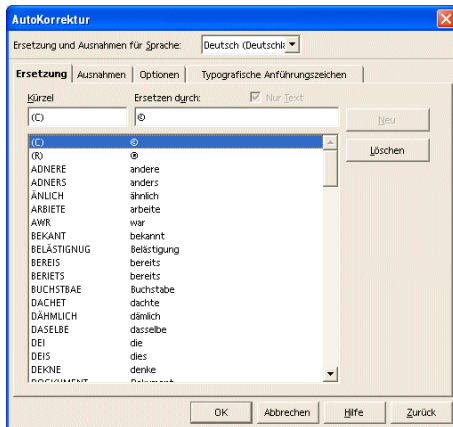 AutoKorrektur
Ersetzung und Ausnahmen für Sprache: Deutsch (Deutschl
Ersetzung Ausnahmen Optionen Typografische Anführungszeichen
Kürzel Ersetzen durch: Nur Text
(C) © Neu
(C) ©
Löschen
(R) ®
ADNERE andere
ADNERS anders
ÄNLICH ähnlich
ARBIETE arbeite
AWR war
BEKANT bekannt
BELÄSTIGNUG Belästigung
BEREIS bereits
BERIETS bereits
BUCHSTBAE Buchstabe
DACHET dachte
DÄHMLICH dämlich
DASELBE dasselbe
DEI die
DEIS dies
DEKNE denke
OK Abbrechen Hilfe Zurück